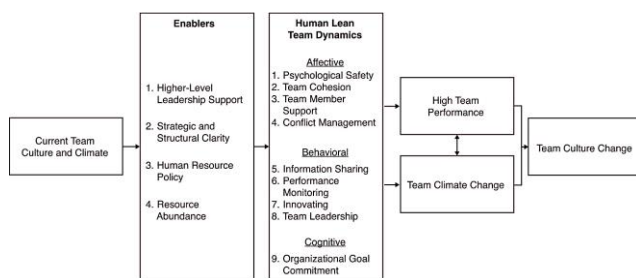 Enablers
1. Higher-Level
Leadership Support
2. Strategic and
Structural Clarity
3. Human Resource
Policy
4. Resource
Abundance
Current Team
Culture and Climate
Human Lean
Team Dynamics
Affective
1. Psychological Safety
2. Team Cohesion
3. Team Member
Support
4. Conflict Management
Behavioral
5. Information Sharing
6. Performance
Monitoring
7. Innovating
8. Team Leadership
Cognitive
9. Organizational Goal
Commitment
High Team
Performance
Team Climate Change
Team Culture Change